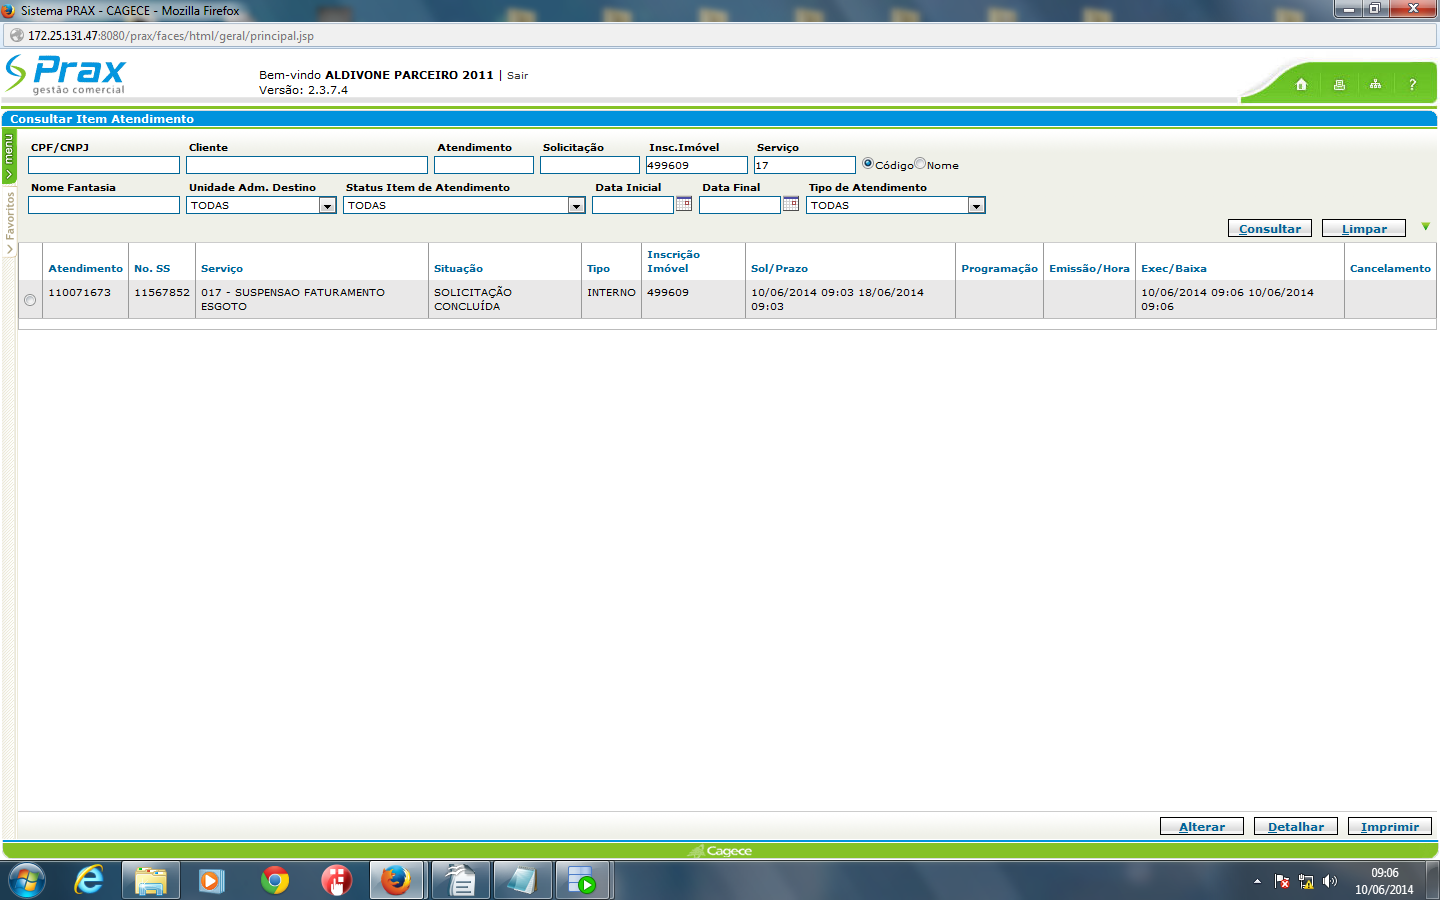 Sistema PRAX - CAGECE - Mozilla Firefox
172.25.131.47:8080/prax/faces/html/geral/principal.jsp
Prax
gestão comercial
Bem-vindo ALDIVONE PARCEIRO 2011 | Sair
Versão: 2.3.7.4
?
Consultar Item Atendimento
menu
Favoritos
CPF/CNPJ Cliente Atendimento Solicitação Insc.Imóvel Serviço
499609 17 Código Nome
Nome Fantasia Unidade Adm. Destino Status Item de Atendimento Data Inicial Data Final Tipo de Atendimento
TODAS TODAS TODAS
Consultar Limpar
Atendimento No. SS Serviço Situação Tipo Inscrição Imóvel Sol/Prazo Programação Emissão/Hora Exec/Baixa Cancelamento
110071673 11567852 017 - SUSPENSAO FATURAMENTO SOLICITAÇÃO INTERNO 499609 10/06/2014 09:03 18/06/2014 10/06/2014 09:06 10/06/2014
ESGOTO CONCLUÍDA 09:03 09:06
Alterar Detalhar Imprimir
Cagece
09:06
10/06/2014